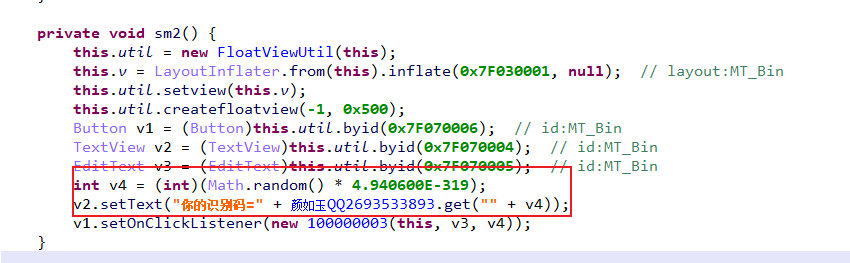 private void sm2() {
this.util = new FloatViewUtil(this);
this.v = LayoutInflater.from(this).inflate(0x7F030001, null);  // layout:MT_Bin
this.util.setview(this.v);
this.util.createfloatview(-1, 0x500);
Button v1 = (Button)this.util.byid(0x7F070006);  // id:MT_Bin
TextView v2 = (TextView)this.util.byid(0x7F070004);  // id:MT_Bin
EditText v3 = (EditText)this.util.byid(0x7F070005);  // id:MT_Bin
int v4 = (int)(Math.random() * 4.940600E-319);
v2.setText("你的识别码=" + 颜如玉QQ2693533893.get("" + v4));
v1.setOnClickListener(new 100000003(this, v3, v4));
}